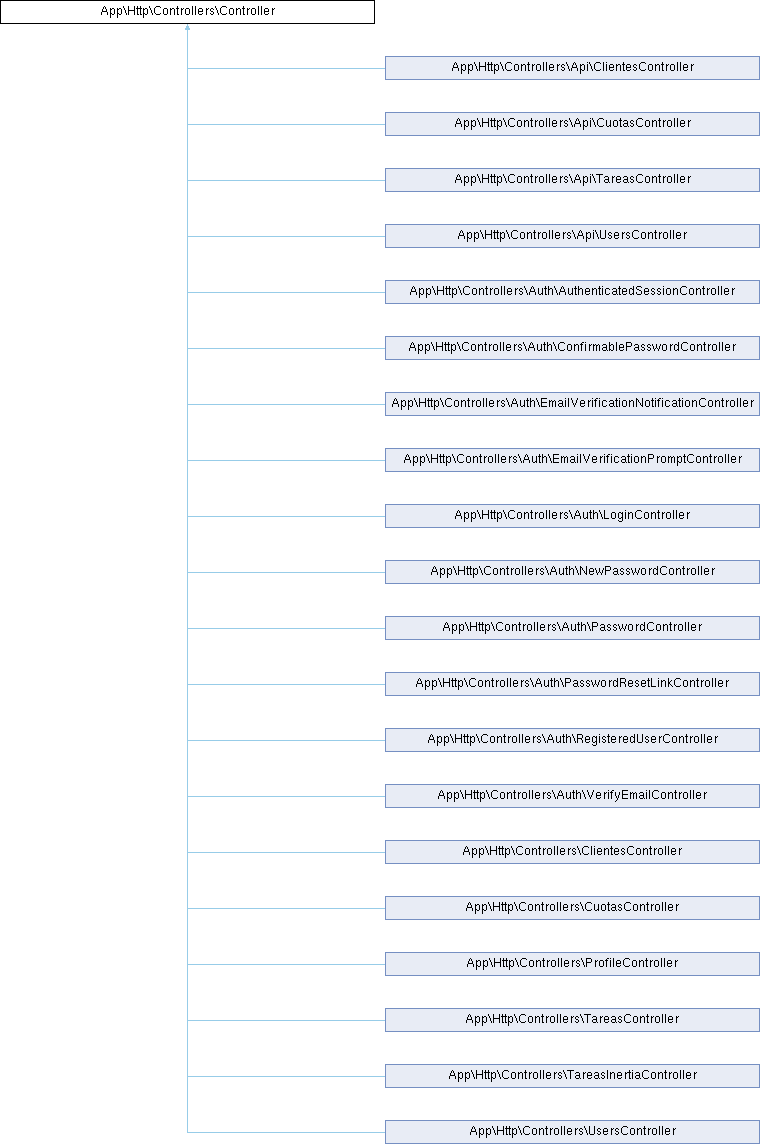 App\Http\Controllers\Controller
App\Http\Controllers\Api\ClientesController
App\Http\Controllers\Api\CuotasController
App\Http\Controllers\Api\TareasController
App\Http\Controllers\Api\UsersController
App\Http\Controllers\Auth\AuthenticatedSessionController
App\Http\Controllers\Auth\ConfirmablePasswordController
App\Http\Controllers\Auth\EmailVerificationNotificationController
App\Http\Controllers\Auth\EmailVerificationPromptController
App\Http\Controllers\Auth\LoginController
App\Http\Controllers\Auth\NewPasswordController
App\Http\Controllers\Auth\PasswordController
App\Http\Controllers\Auth\PasswordResetLinkController
App\Http\Controllers\Auth\RegisteredUserController
App\Http\Controllers\Auth\VerifyEmailController
App\Http\Controllers\ClientesController
App\Http\Controllers\CuotasController
App\Http\Controllers\ProfileController
App\Http\Controllers\TareasController
App\Http\Controllers\TareasInertiaController
App\Http\Controllers\UsersController